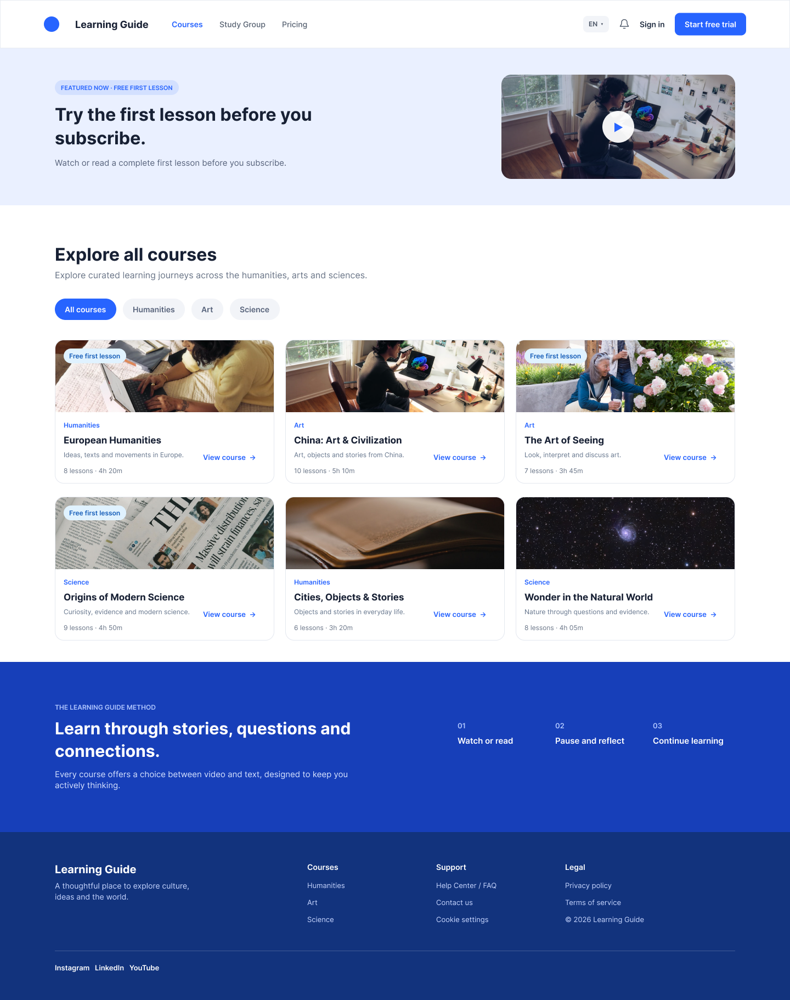 Learning Guide
Courses
Study Group
Pricing
EN
Sign in
Start free trial
FEATURED NOW · FREE FIRST LESSON
Try the first lesson before you
subscribe.
Watch or read a complete first lesson before you subscribe.
Explore all courses
Explore curated learning journeys across the humanities, arts and sciences.
All courses
Humanities
Art
Science
Free first lesson
Humanities
European Humanities
Ideas, texts and movements in Europe.
View course →
8 lessons · 4h 20m
Art
China: Art & Civilization
Art, objects and stories from China.
View course →
10 lessons · 5h 10m
Free first lesson
Art
The Art of Seeing
Look, interpret and discuss art.
View course →
7 lessons · 3h 45m
Free first lesson
THE
Massive distribution
will strain finances, say
Science
Origins of Modern Science
Curiosity, evidence and modern science.
View course →
9 lessons · 4h 50m
Humanities
Cities, Objects & Stories
Objects and stories in everyday life.
View course →
6 lessons · 3h 20m
Science
Wonder in the Natural World
Nature through questions and evidence.
View course →
8 lessons · 4h 05m
THE LEARNING GUIDE METHOD
Learn through stories, questions and
connections.
Every course offers a choice between video and text, designed to keep you
actively thinking.
01
Watch or read
02
Pause and reflect
03
Continue learning
Learning Guide
A thoughtful place to explore culture,
ideas and the world.
Courses
Humanities
Art
Science
Support
Help Center / FAQ
Contact us
Cookie settings
Legal
Privacy policy
Terms of service
© 2026 Learning Guide
Instagram LinkedIn YouTube